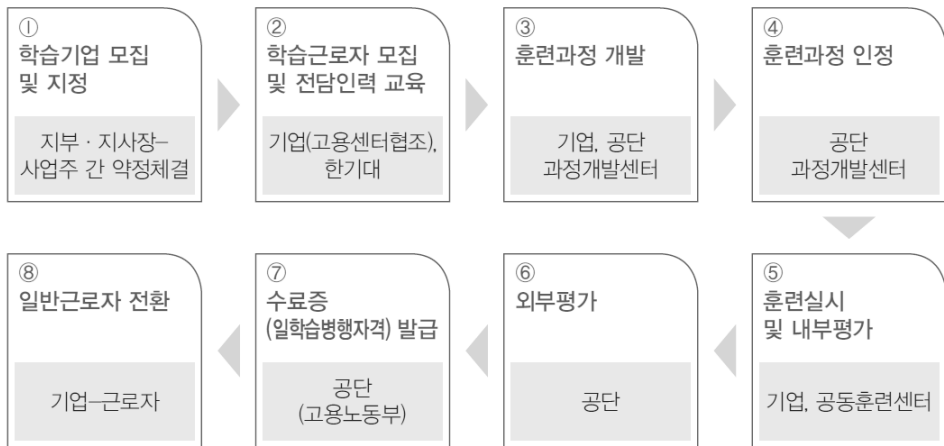 ①
학습기업 모집
및 지정
지부 · 지사장–
사업주 간 약정체결
②
학습근로자 모집
및 전담인력 교육
기업(고용센터협조),
한기대
③
훈련과정 개발
기업, 공단
과정개발센터
④
훈련과정 인정
공단
과정개발센터
⑤
훈련실시
및 내부평가
기업, 공동훈련센터
⑥
외부평가
공단
⑦
수료증
(일학습병행자격) 발급
공단
(고용노동부)
⑧
일반근로자 전환
기업–근로자